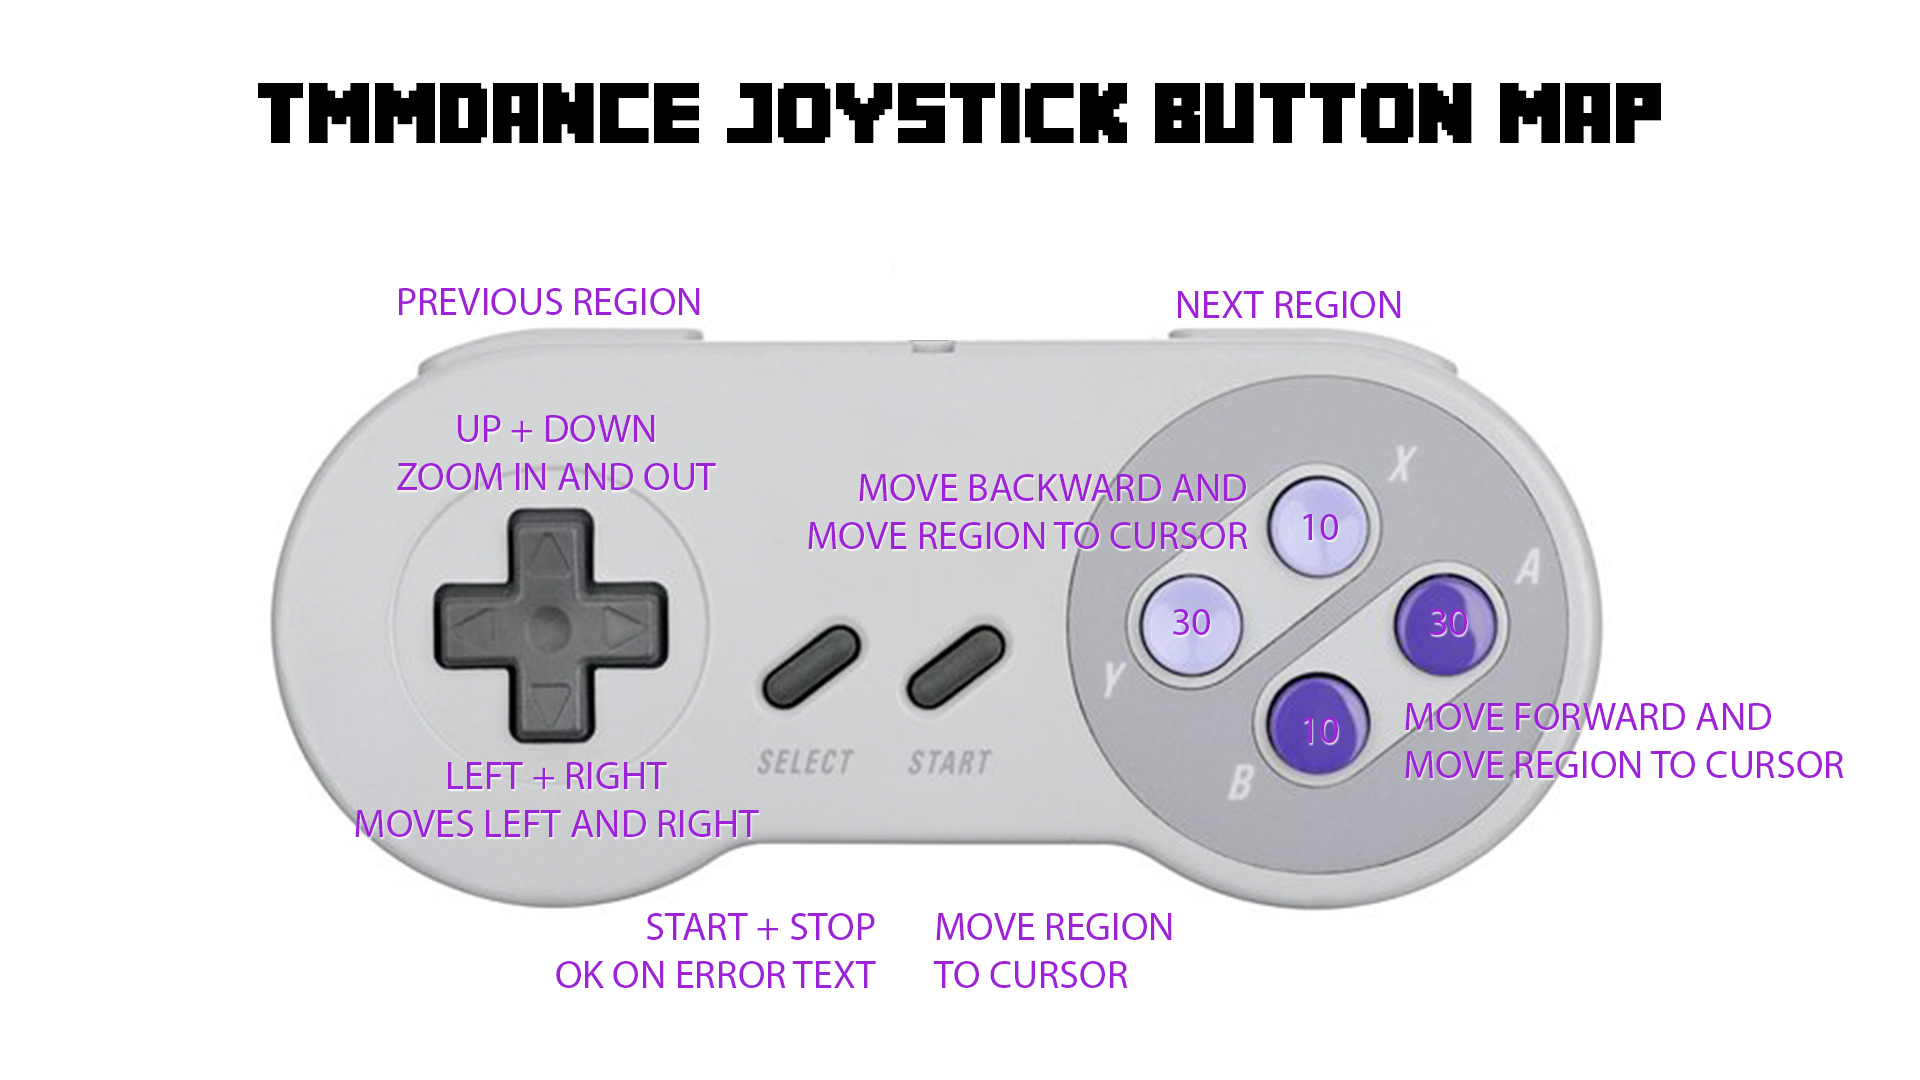 TMMDANCE JOYSTICK BUTTON MAP
PREVIOUS REGION
NEXT REGION
UP + DOWN
ZOOM IN AND OUT
MOVE BACKWARD AND
MOVE REGION TO CURSOR
X
10
A
30
30
Y
10
B
MOVE FORWARD AND
MOVE REGION TO CURSOR
SELECT
START
LEFT + RIGHT
MOVES LEFT AND RIGHT
START + STOP
OK ON ERROR TEXT
MOVE REGION
TO CURSOR